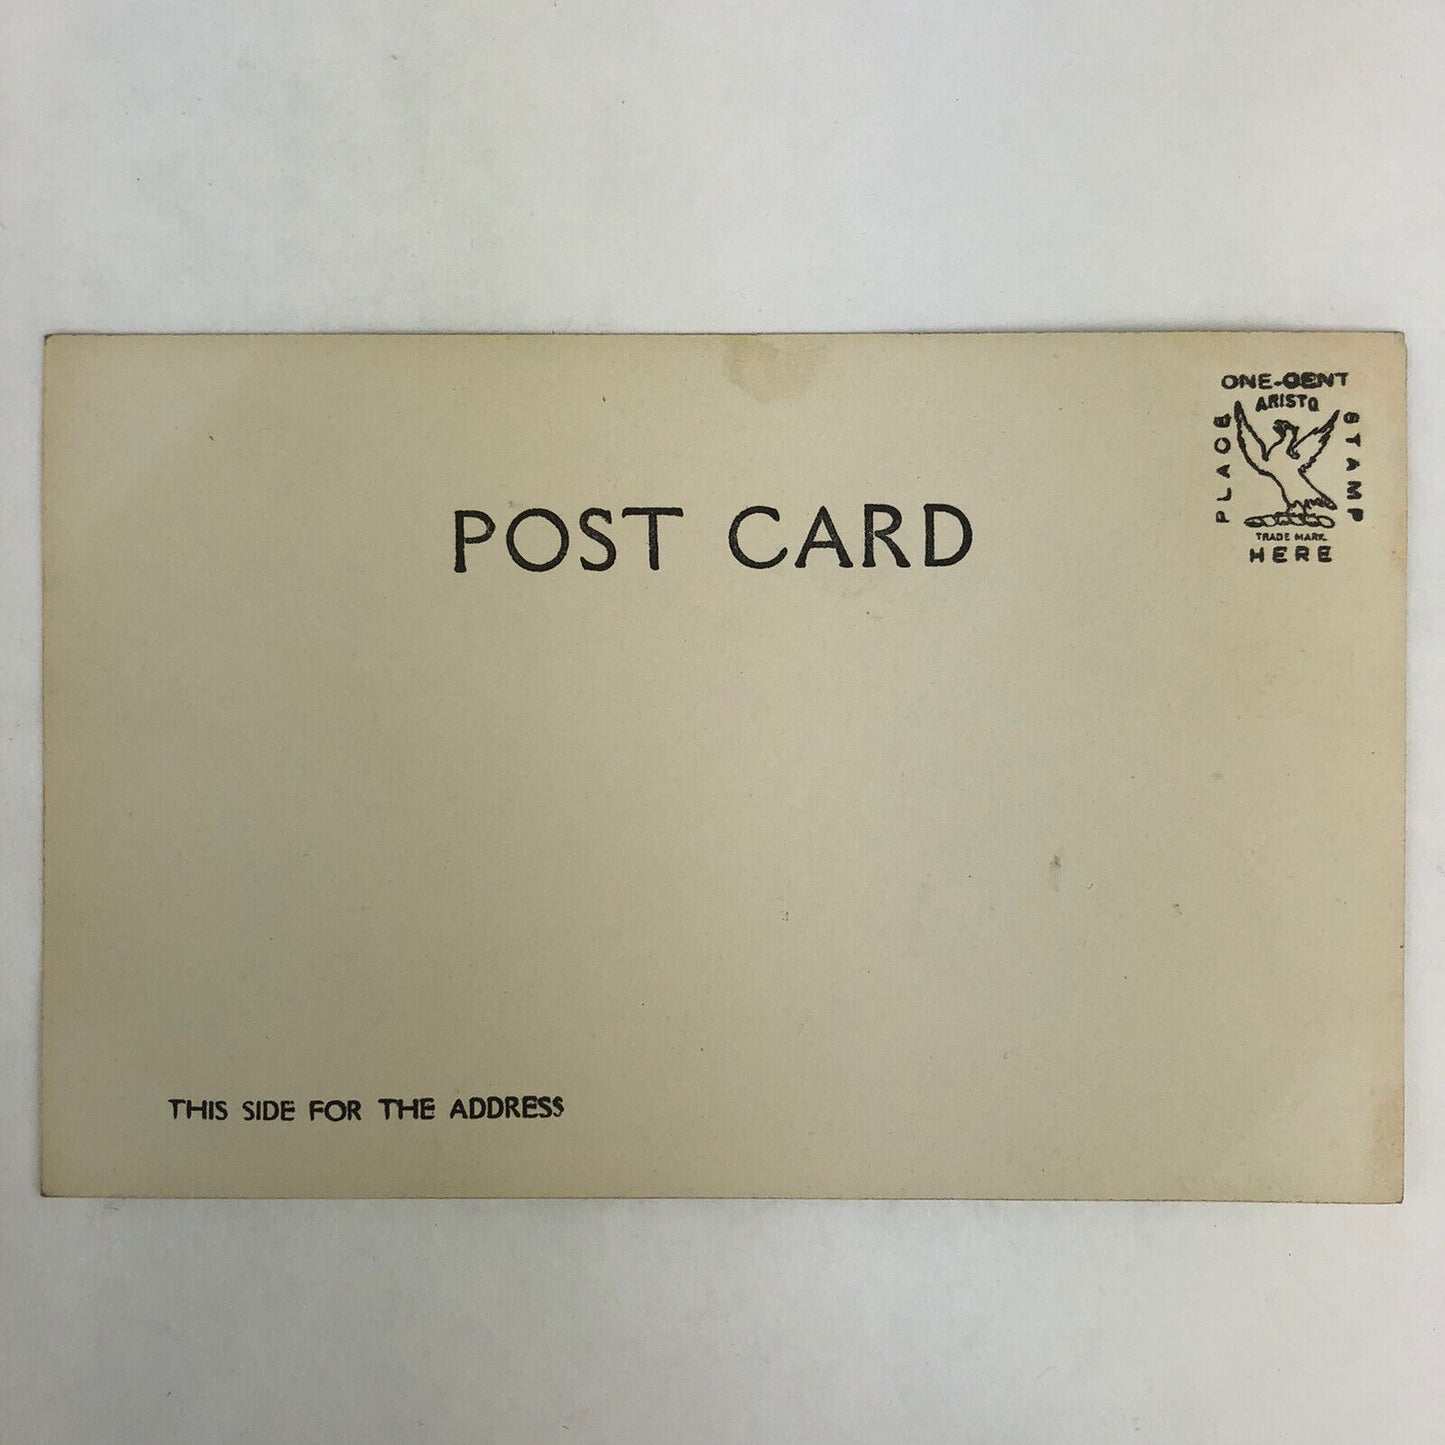 ONE-CENT
ARISTO
PLACE
STAMP
TRADE MARK.
HERE
POST CARD
THIS SIDE FOR THE ADDRESS